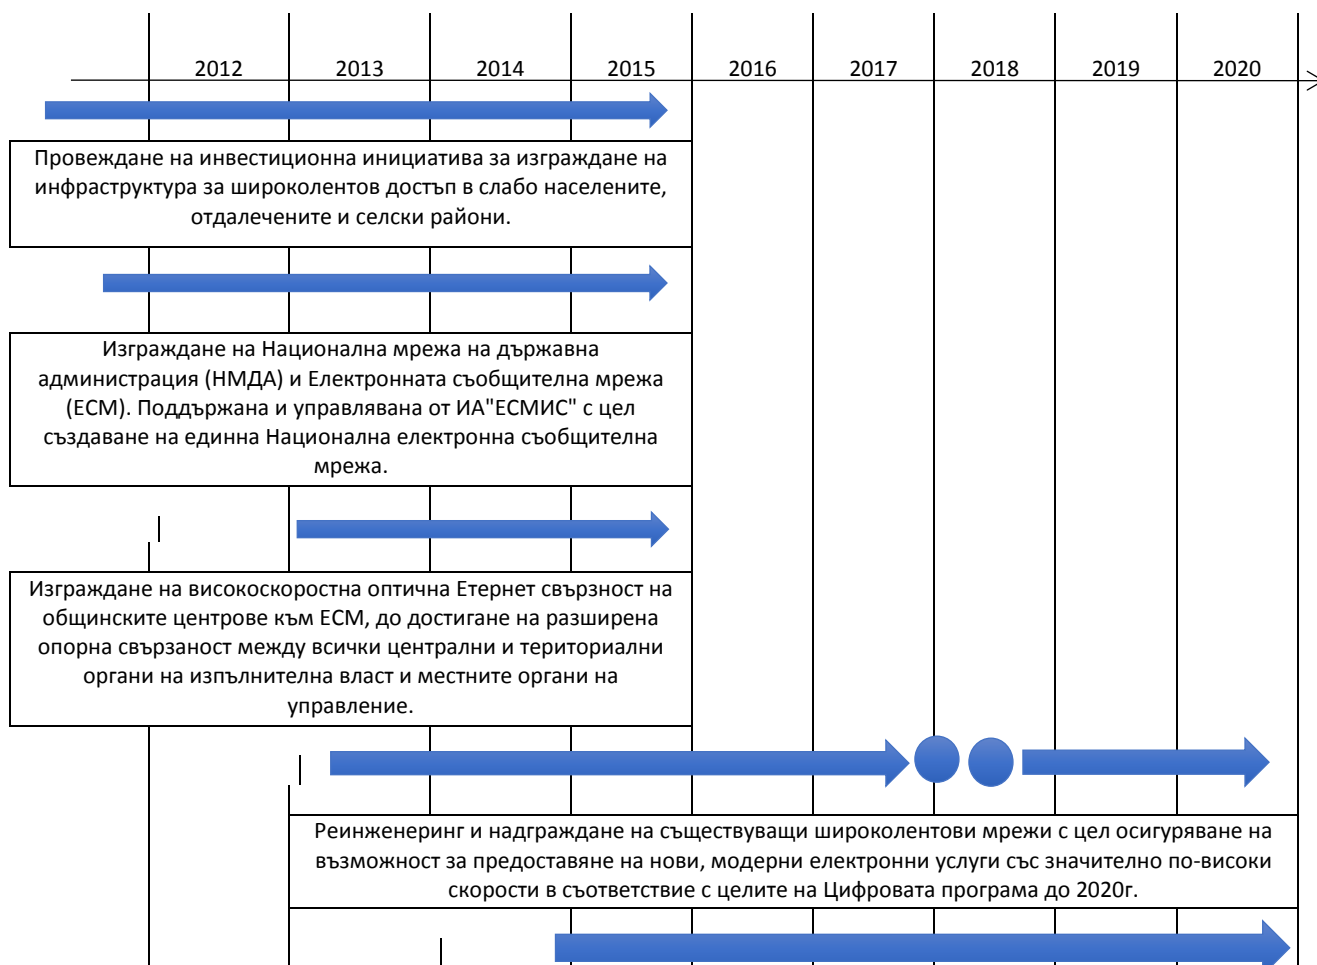 2012 2013 2014 2015 2016 2017 2018 2019 2020
Провеждане на инвестиционна инициатива за изграждане на
инфраструктура за широколентов достъп в слабо населените,
отдалечените и селски райони.
Изграждане на Национална мрежа на държавна
администрация (НМДА) и Електронната съобщителна мрежа
(ЕСМ). Поддържана и управлявана от ИА"ЕСМИС" с цел
създаване на единна Национална електронна съобщителна
мрежа.
Изграждане на високоскоростна оптична Етернет свързност на
общинските центрове към ЕСМ, до достигане на разширена
опорна свързаност между всички централни и териториални
органи на изпълнителна власт и местните органи на
управление.
Реинженеринг и надграждане на съществуващи широколентови мрежи с цел осигуряване на
възможност за предоставяне на нови, модерни електронни услуги със значително по-високи
скорости в съответствие с целите на Цифровата програма до 2020г.